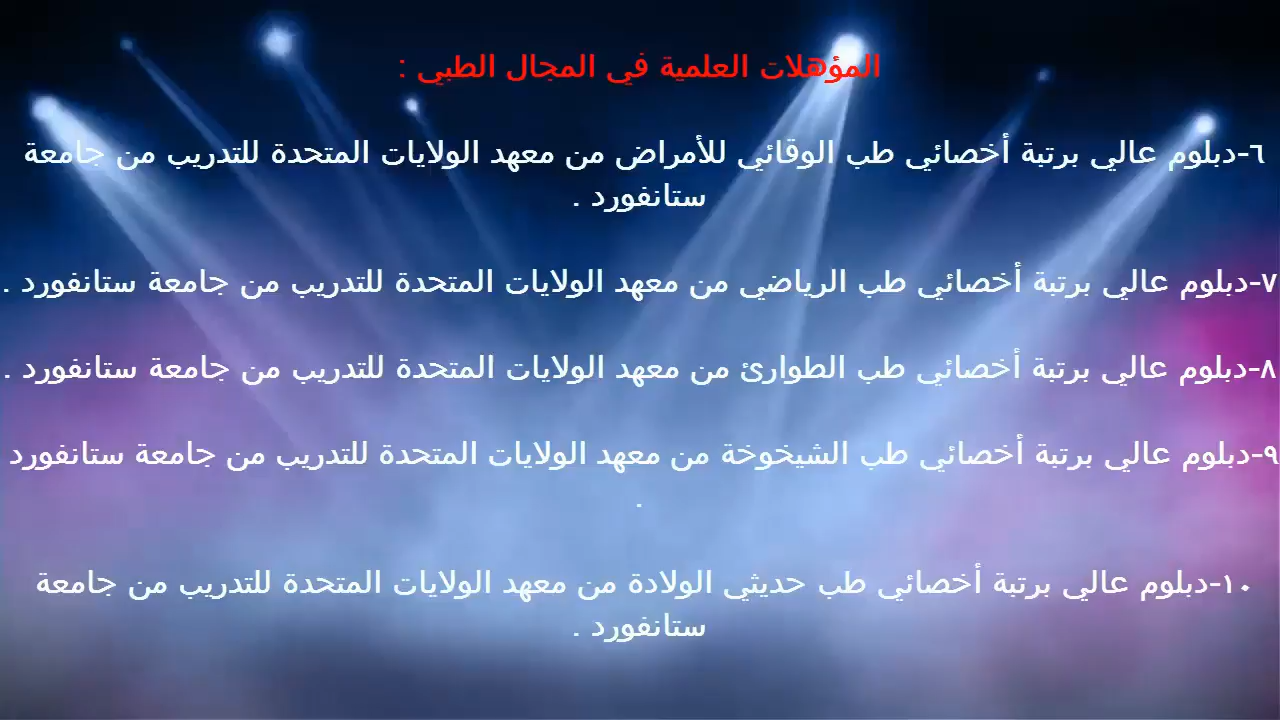 المؤهلات العلمية في المجال الطبي :
٦-دبلوم عالي برتبة أخصائي طب الوقائي للأمراض من معهد الولايات المتحدة للتدريب من جامعة
ستانفورد .
٧-دبلوم عالي برتبة أخصائي طب الرياضي من معهد الولايات المتحدة للتدريب من جامعة ستانفورد .
٨-دبلوم عالي برتبة أخصائي طب الطوارئ من معهد الولايات المتحدة للتدريب من جامعة ستانفورد .
٩-دبلوم عالي برتبة أخصائي طب الشيخوخة من معهد الولايات المتحدة للتدريب من جامعة ستانفورد
.
١٠-دبلوم عالي برتبة أخصائي طب حديثي الولادة من معهد الولايات المتحدة للتدريب من جامعة
ستانفورد .